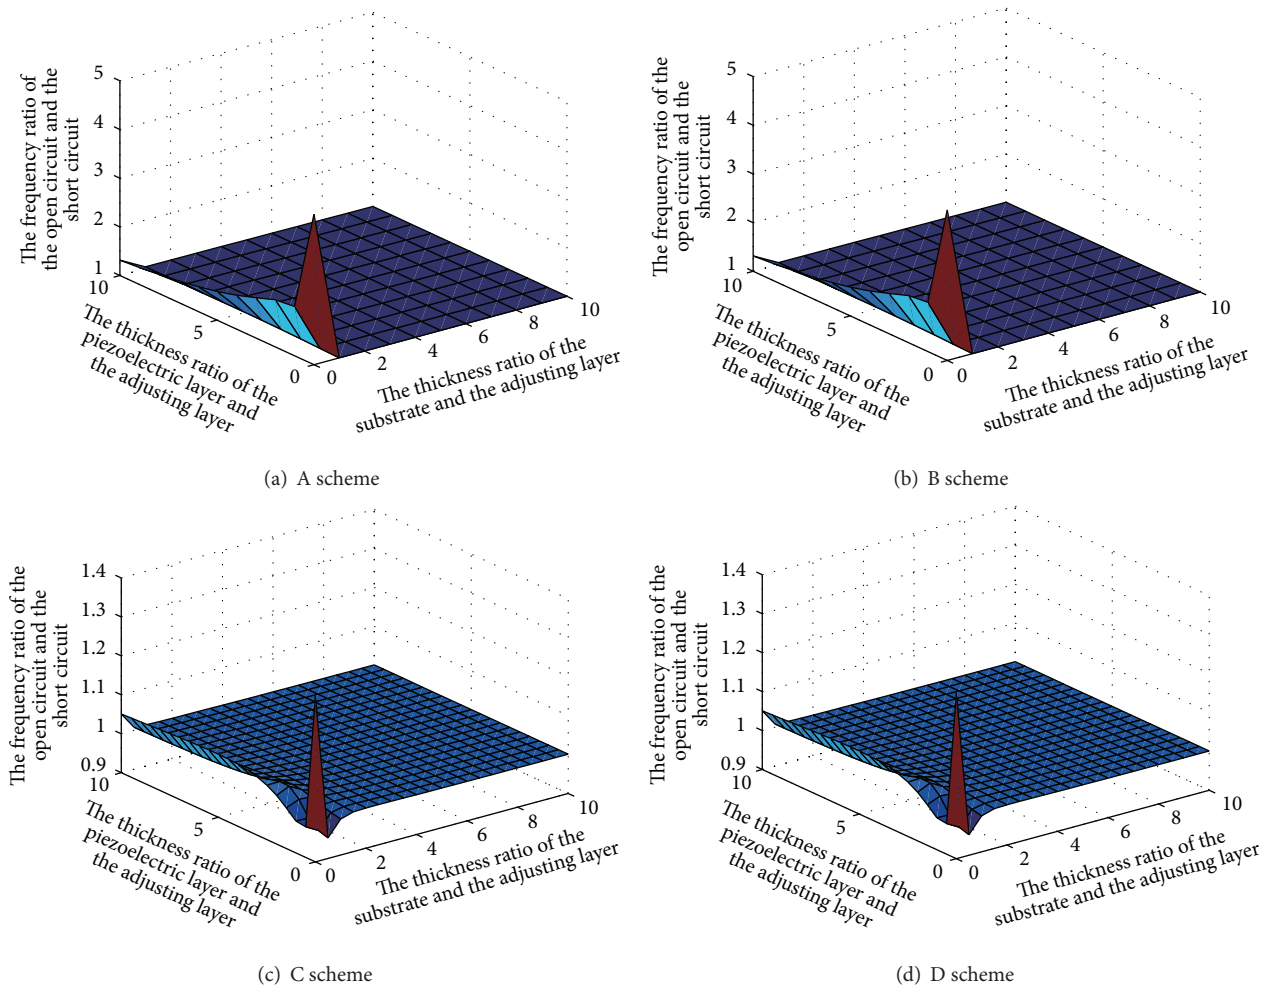 The frequency ratio of
the open circuit and the
short circuit
5
4
3
2
1
10
5
0
0
2
4
6
8
10
The thickness ratio of the
piezoelectric layer and
the adjusting layer
The thickness ratio of the
substrate and the adjusting layer
(a) A scheme
The frequency ratio of the
open circuit and the
short circuit
5
4
3
2
1
10
5
0
0
2
4
6
8
10
The thickness ratio of the
piezoelectric layer and
the adjusting layer
The thickness ratio of the
substrate and the adjusting layer
(b) B scheme
The frequency ratio of the
open circuit and the
short circuit
1.4
1.3
1.2
1.1
1
0.9
10
5
0
0
2
4
6
8
10
The thickness ratio of the
piezoelectric layer and
the adjusting layer
The thickness ratio of the
substrate and the adjusting layer
(c) C scheme
The frequency ratio of the
open circuit and the
short circuit
1.4
1.3
1.2
1.1
1
0.9
10
5
0
0
2
4
6
8
10
The thickness ratio of the
piezoelectric layer and
the adjusting layer
The thickness ratio of the
substrate and the adjusting layer
(d) D scheme